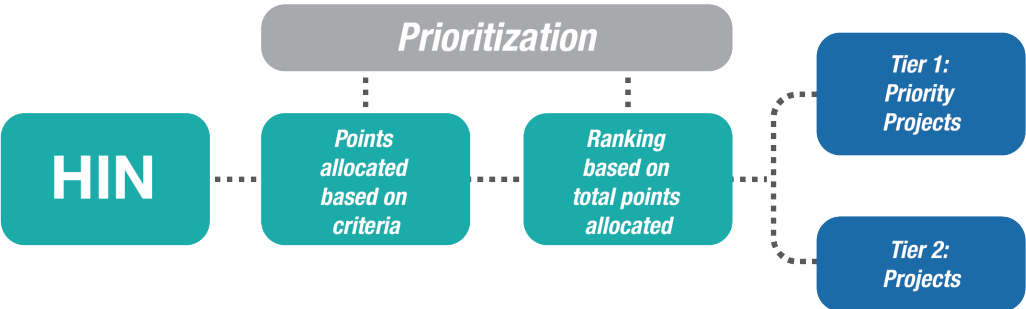 Prioritization
HIN
Points
allocated
based on
criteria
Ranking
based on
total points
allocated
Tier 1:
Priority
Projects
Tier 2:
Projects